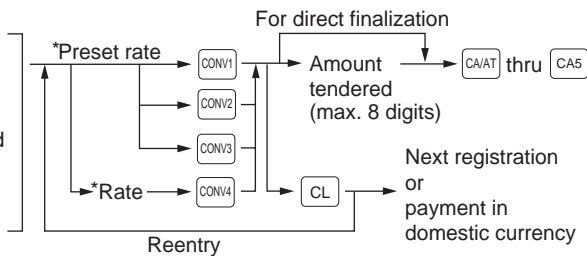 For direct finalization
*Preset rate
CONV1
Amount
tendered
(max. 8 digits)
CA/AT thru CA5
CONV2
CONV3
*Rate
CONV4
CL
Next registration
or
payment in
domestic currency
Reentry
d